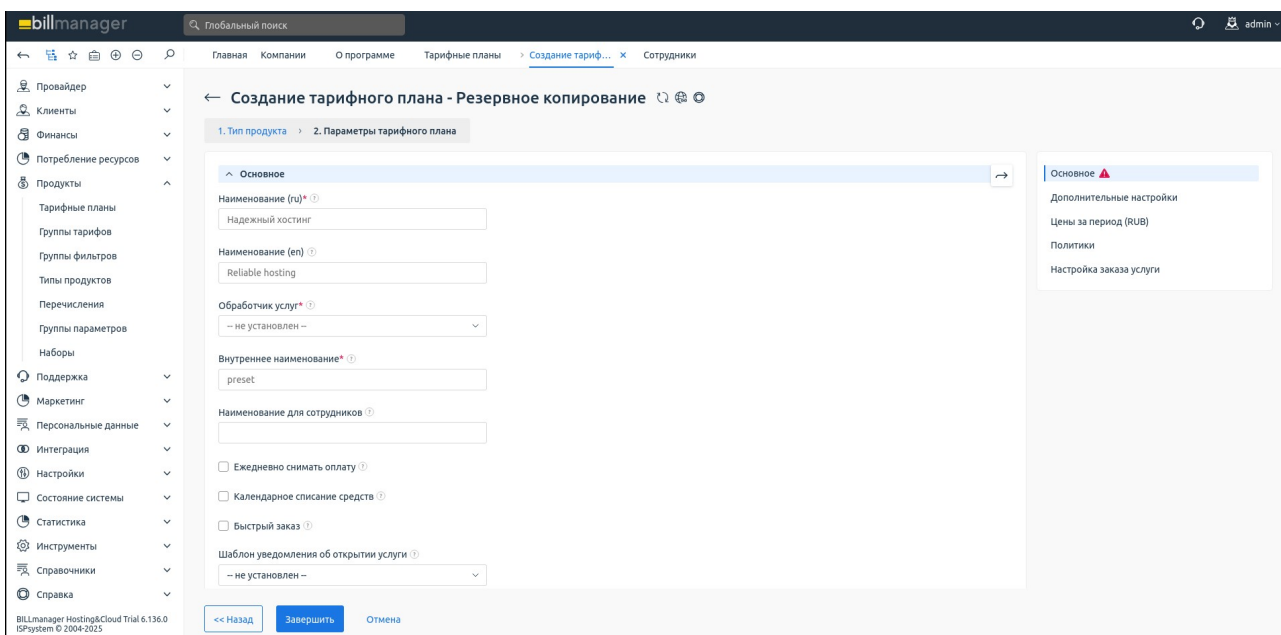 billmanager
Глобальный поиск
admin
Главная Компании О программе Тарифные планы > Создание тариф... × Сотрудники
Провайдер
Клиенты
Финансы
Потребление ресурсов
Продукты
Тарифные планы
Группы тарифов
Группы фильтров
Типы продуктов
Перечисления
Группы параметров
Наборы
Поддержка
Маркетинг
Персональные данные
Интеграция
Настройки
Состояние системы
Статистика
Инструменты
Справочники
Справка
BILLmanager Hosting&Cloud Trial 6.136.0
ISPsystem © 2004-2025
Создание тарифного плана - Резервное копирование
1. Тип продукта > 2. Параметры тарифного плана
Основное
Наименование (ru)*
Надежный хостинг
Наименование (en)
Reliable hosting
Обработчик услуг*
-- не установлен --
Внутреннее наименование*
preset
Наименование для сотрудников
Ежедневно снимать оплату
Календарное списание средств
Быстрый заказ
Шаблон уведомления об открытии услуги
-- не установлен --
<< Назад Завершить Отмена
Основное
Дополнительные настройки
Цены за период (RUB)
Политики
Настройка заказа услуги